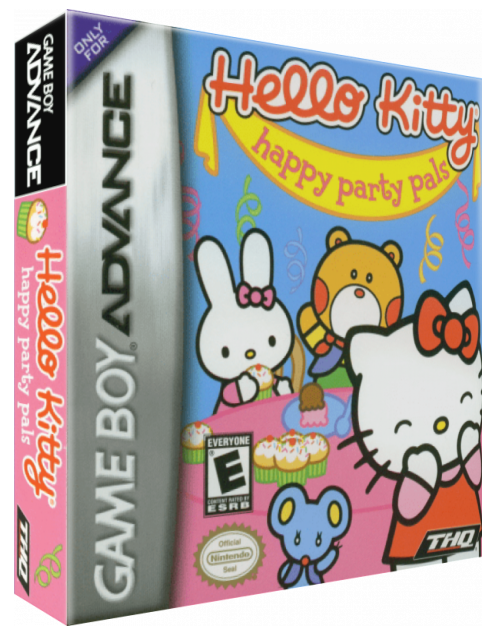 GAME BOY
ADVANCE
Hello Kitty®
happy party pals
THQ
ONLY
FOR
GAME BOY® ADVANCE
Hello Kitty
happy party pals
EVERYONE
E
CONTENT RATED BY
ESRB
Official
Nintendo
Seal
THQ